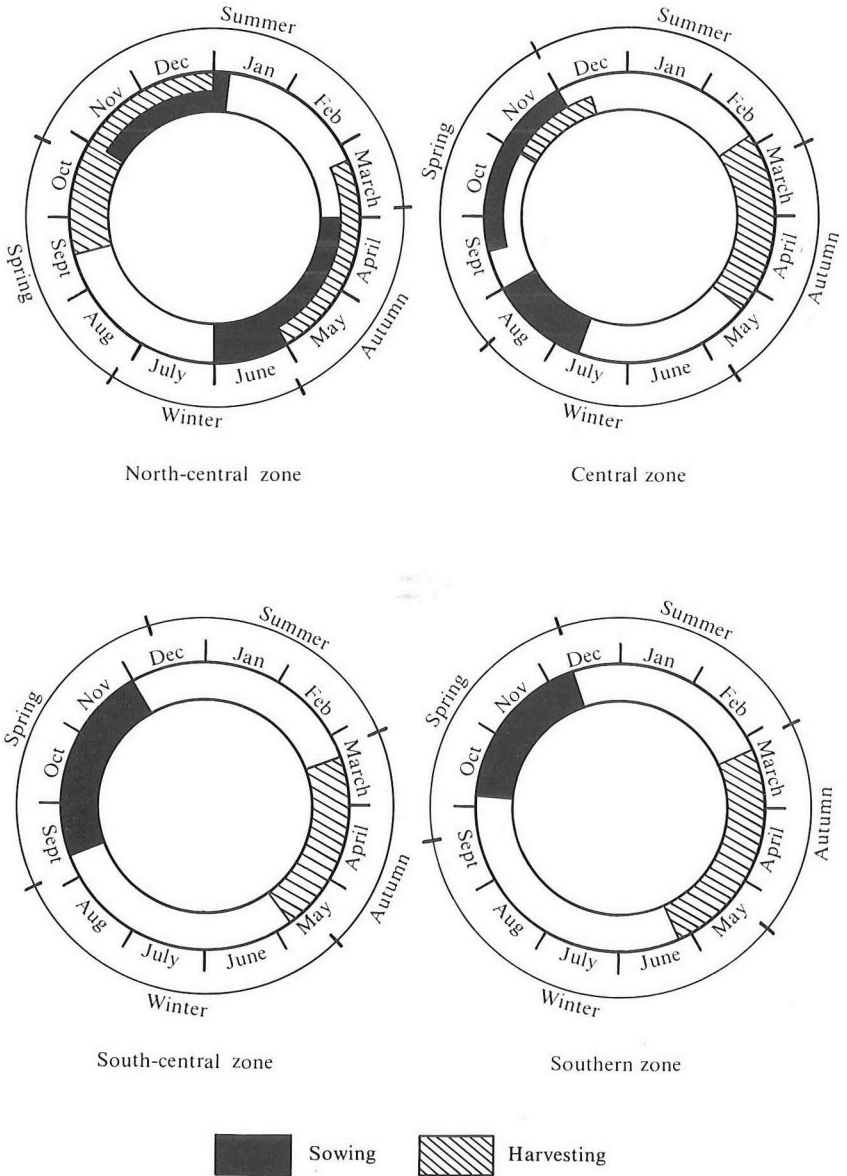 Summer
Dec
Jan
Nov
Feb
Oct
March
Sept
April
Aug
May
July
June
Spring
Autumn
Winter
North-central zone
Summer
Dec
Jan
Nov
Feb
Oct
March
Sept
April
Aug
May
July
June
Spring
Autumn
Winter
Central zone
Summer
Dec
Jan
Nov
Feb
Oct
March
Sept
April
Aug
May
July
June
Spring
Autumn
Winter
South-central zone
Summer
Dec
Jan
Nov
Feb
Oct
March
Sept
April
Aug
May
July
June
Spring
Autumn
Winter
Southern zone
Sowing
Harvesting